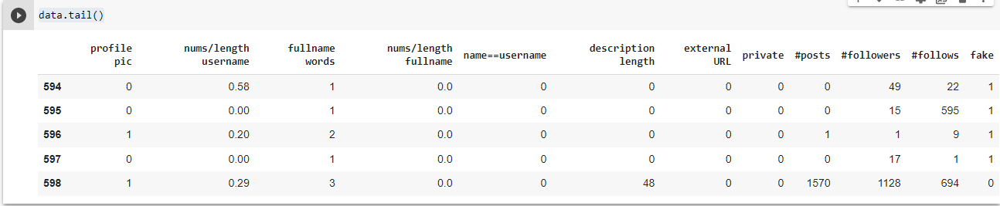 data.tail()
profile pic nums/length username fullname words nums/length fullname name==username description length external URL private #posts #followers #follows fake
594 0 0.58 1 0.0 0 0 0 0 0 49 22 1
595 0 0.00 1 0.0 0 0 0 0 0 15 595 1
596 1 0.20 2 0.0 0 0 0 0 1 1 9 1
597 0 0.00 1 0.0 0 0 0 0 0 17 1 1
598 1 0.29 3 0.0 0 48 0 0 1570 1128 694 0